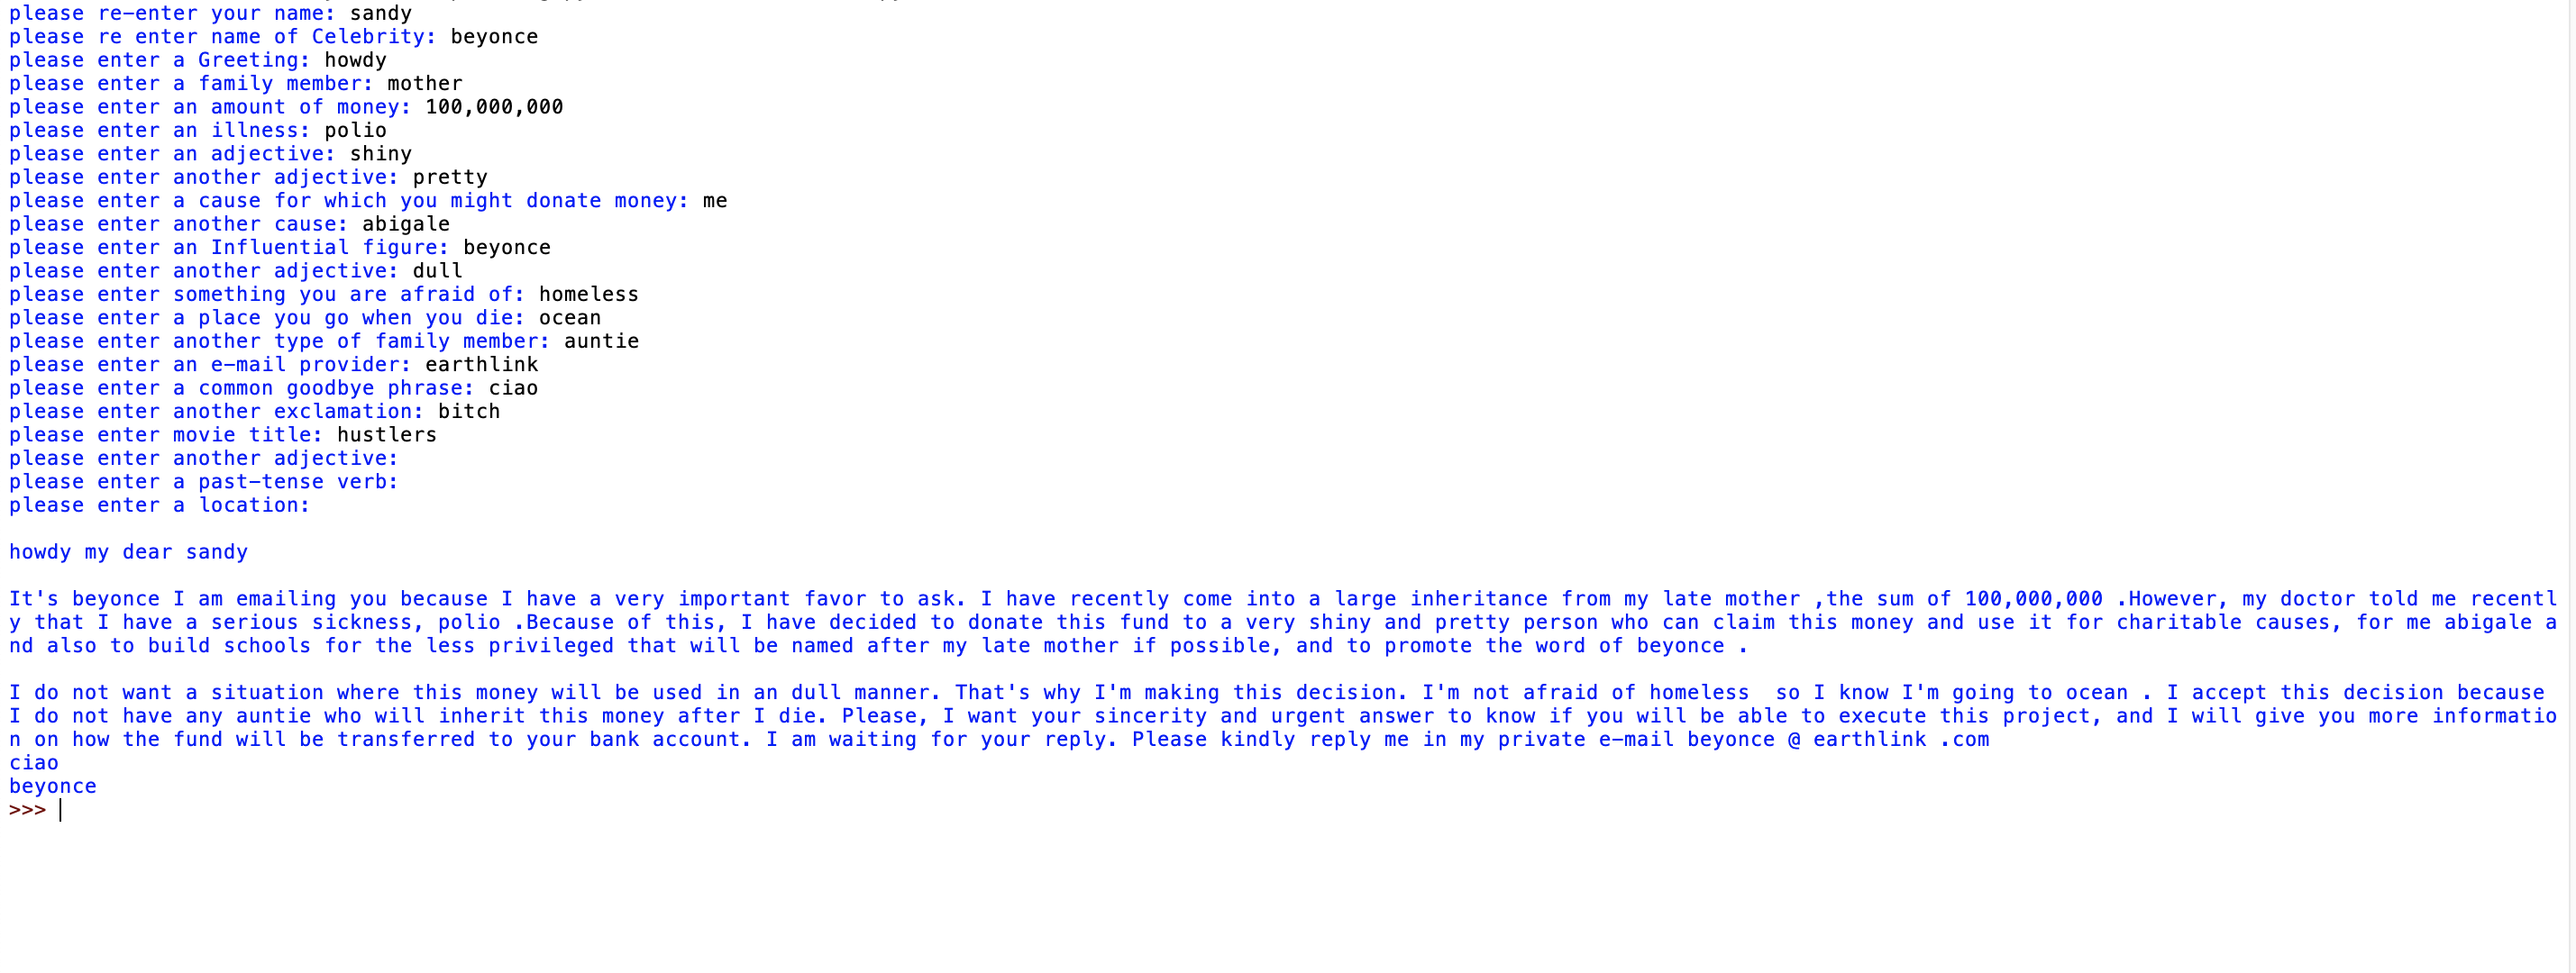 please re-enter your name: sandy
please re enter name of Celebrity: beyonce
please enter a Greeting: howdy
please enter a family member: mother
please enter an amount of money: 100,000,000
please enter an illness: polio
please enter an adjective: shiny
please enter another adjective: pretty
please enter a cause for which you might donate money: me
please enter another cause: abigale
please enter an Influential figure: beyonce
please enter another adjective: dull
please enter something you are afraid of: homeless
please enter a place you go when you die: ocean
please enter another type of family member: auntie
please enter an e-mail provider: earthlink
please enter a common goodbye phrase: ciao
please enter another exclamation: bitch
please enter movie title: hustlers
please enter another adjective:
please enter a past-tense verb:
please enter a location:
howdy my dear sandy
It's beyonce I am emailing you because I have a very important favor to ask. I have recently come into a large inheritance from my late mother ,the sum of 100,000,000 .However, my doctor told me recentl
y that I have a serious sickness, polio .Because of this, I have decided to donate this fund to a very shiny and pretty person who can claim this money and use it for charitable causes, for me abigale a
nd also to build schools for the less privileged that will be named after my late mother if possible, and to promote the word of beyonce .
I do not want a situation where this money will be used in an dull manner. That's why I'm making this decision. I'm not afraid of homeless  so I know I'm going to ocean . I accept this decision because
I do not have any auntie who will inherit this money after I die. Please, I want your sincerity and urgent answer to know if you will be able to execute this project, and I will give you more informatio
n on how the fund will be transferred to your bank account. I am waiting for your reply. Please kindly reply me in my private e-mail beyonce @ earthlink .com
ciao
beyonce
>>>